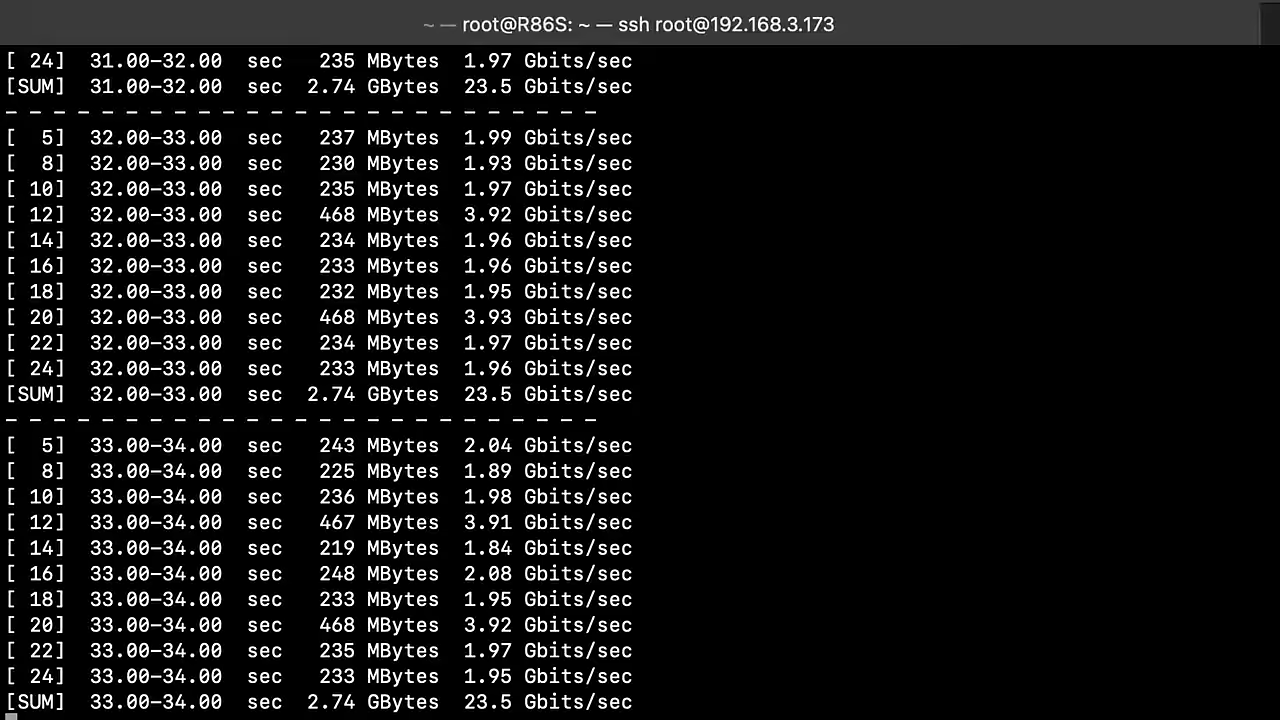 ~ — root@R86S: ~ — ssh root@192.168.3.173
[ 24]  31.00-32.00  sec   235 MBytes  1.97 Gbits/sec
[SUM]  31.00-32.00  sec  2.74 GBytes  23.5 Gbits/sec
- - - - - - - - - - - - - - - - - - - - - - - - -
[  5]  32.00-33.00  sec   237 MBytes  1.99 Gbits/sec
[  8]  32.00-33.00  sec   230 MBytes  1.93 Gbits/sec
[ 10]  32.00-33.00  sec   235 MBytes  1.97 Gbits/sec
[ 12]  32.00-33.00  sec   468 MBytes  3.92 Gbits/sec
[ 14]  32.00-33.00  sec   234 MBytes  1.96 Gbits/sec
[ 16]  32.00-33.00  sec   233 MBytes  1.96 Gbits/sec
[ 18]  32.00-33.00  sec   232 MBytes  1.95 Gbits/sec
[ 20]  32.00-33.00  sec   468 MBytes  3.93 Gbits/sec
[ 22]  32.00-33.00  sec   234 MBytes  1.97 Gbits/sec
[ 24]  32.00-33.00  sec   233 MBytes  1.96 Gbits/sec
[SUM]  32.00-33.00  sec  2.74 GBytes  23.5 Gbits/sec
- - - - - - - - - - - - - - - - - - - - - - - - -
[  5]  33.00-34.00  sec   243 MBytes  2.04 Gbits/sec
[  8]  33.00-34.00  sec   225 MBytes  1.89 Gbits/sec
[ 10]  33.00-34.00  sec   236 MBytes  1.98 Gbits/sec
[ 12]  33.00-34.00  sec   467 MBytes  3.91 Gbits/sec
[ 14]  33.00-34.00  sec   219 MBytes  1.84 Gbits/sec
[ 16]  33.00-34.00  sec   248 MBytes  2.08 Gbits/sec
[ 18]  33.00-34.00  sec   233 MBytes  1.95 Gbits/sec
[ 20]  33.00-34.00  sec   468 MBytes  3.92 Gbits/sec
[ 22]  33.00-34.00  sec   235 MBytes  1.97 Gbits/sec
[ 24]  33.00-34.00  sec   233 MBytes  1.95 Gbits/sec
[SUM]  33.00-34.00  sec  2.74 GBytes  23.5 Gbits/sec